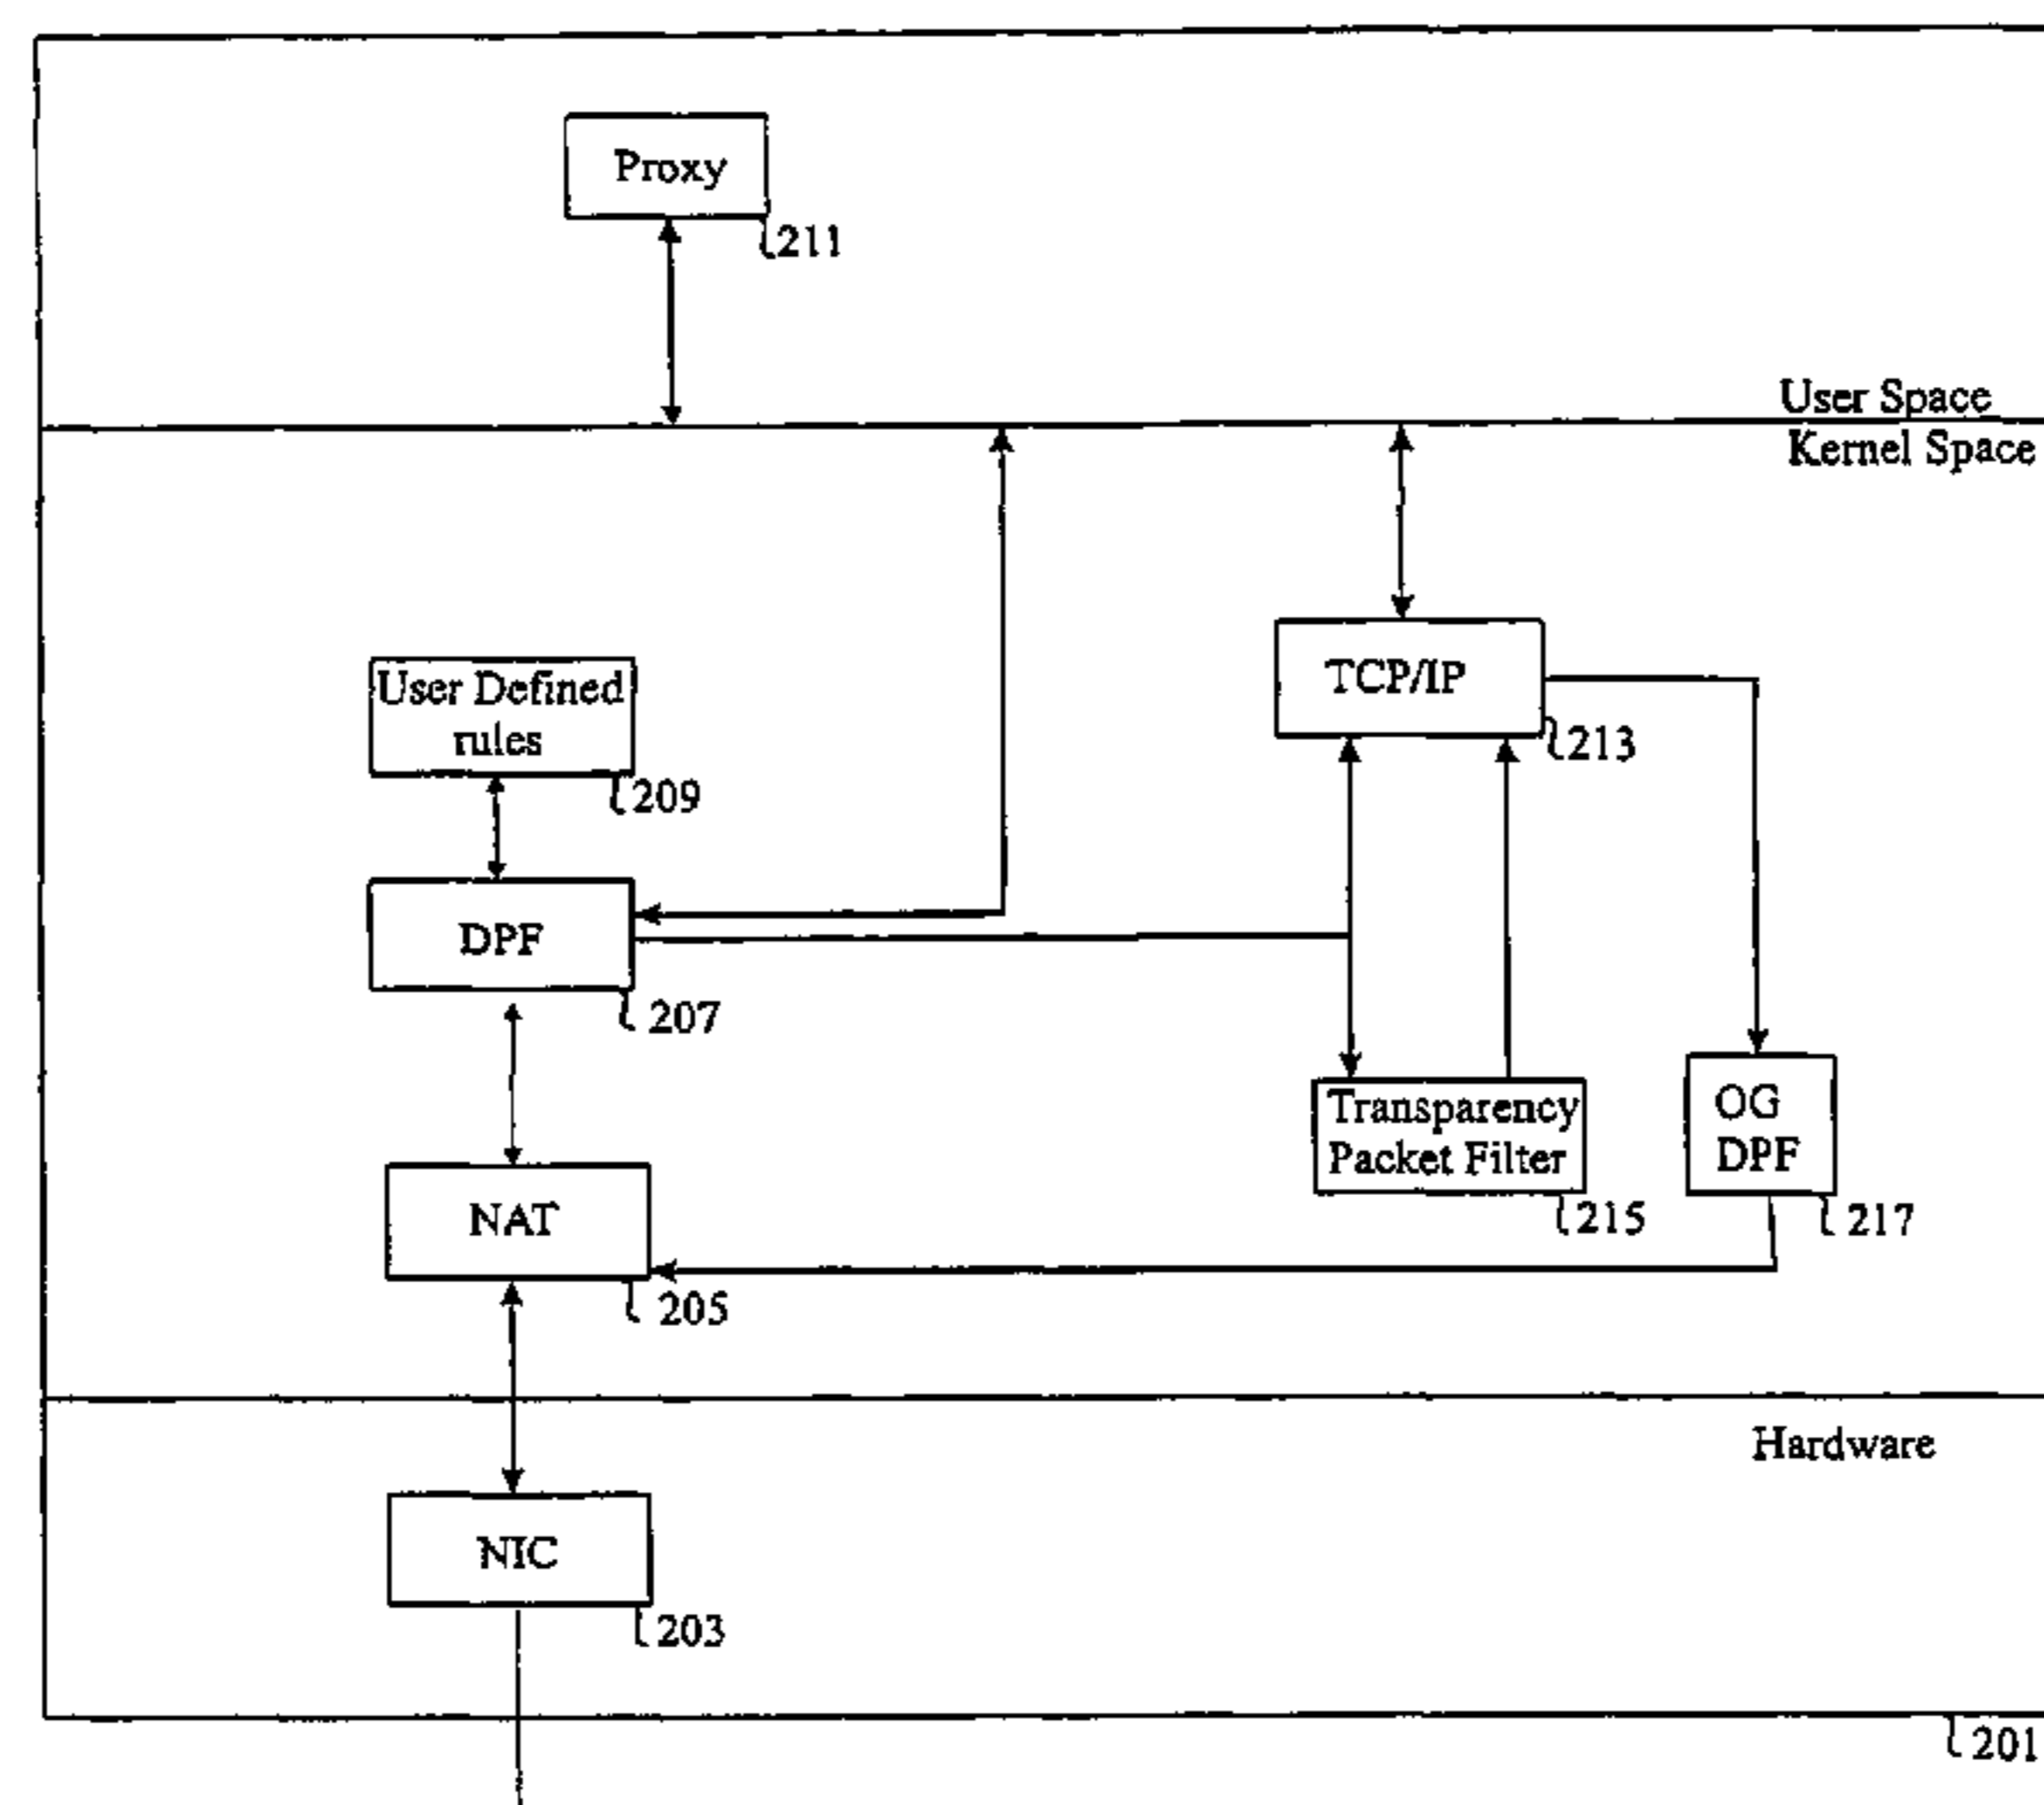 Proxy
211
User Space
Kernel Space
TCP/IP
213
User Defined
rules
209
DPF
207
Transparency
Packet Filter
215
OG
DPF
217
NAT
205
Hardware
NIC
203
201